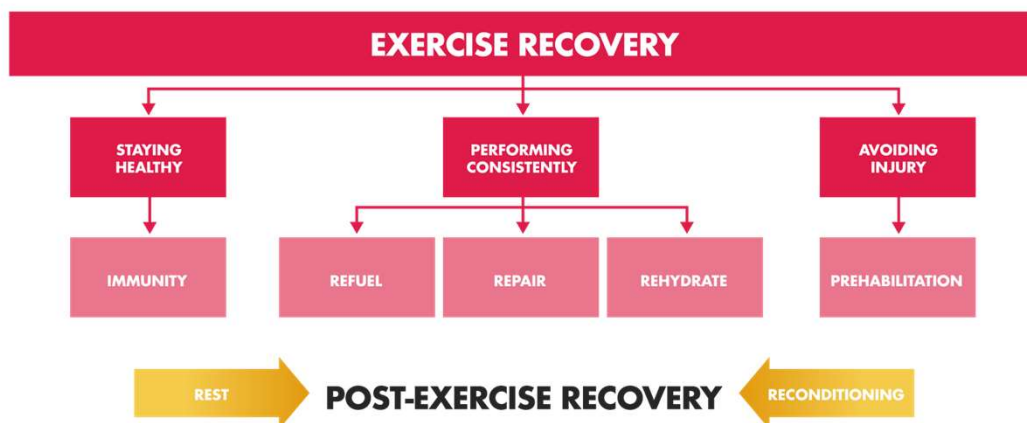 EXERCISE RECOVERY
STAYING
HEALTHY
PERFORMING
CONSISTENTLY
AVOIDING
INJURY
IMMUNITY
REFUEL
REPAIR
REHYDRATE
PREHABILITATION
REST
POST-EXERCISE RECOVERY
RECONDITIONING